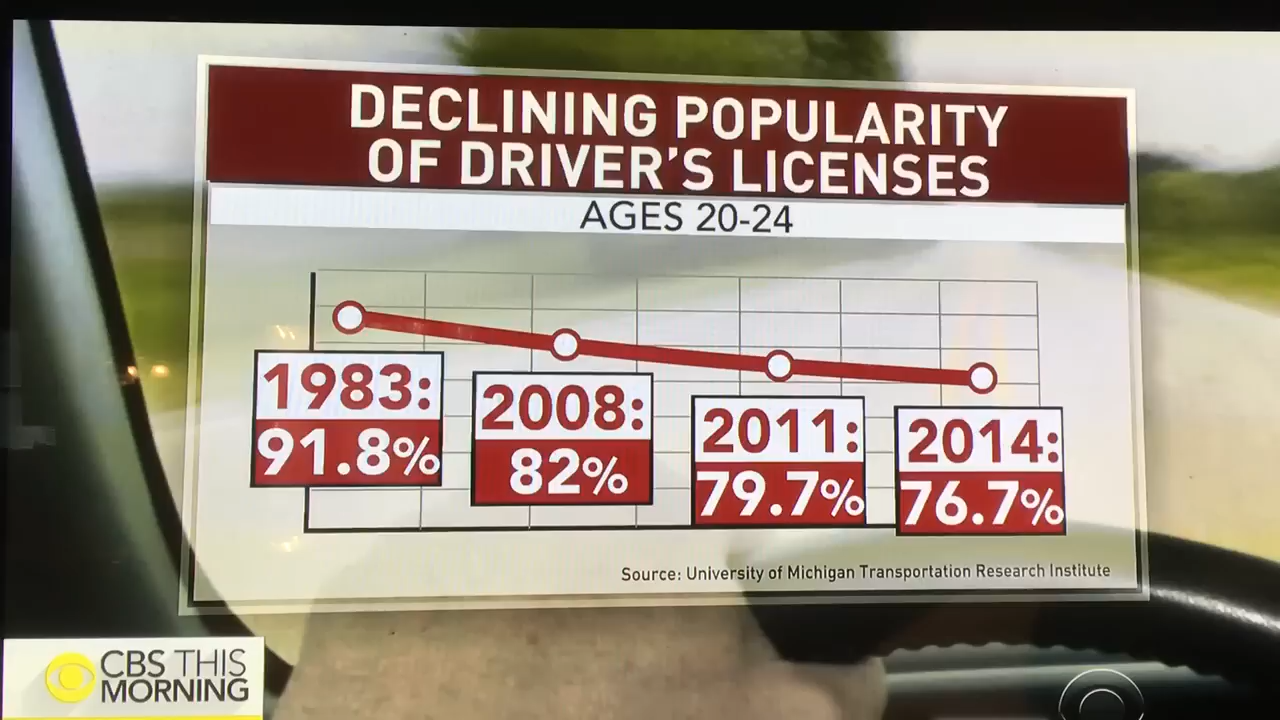 DECLINING POPULARITY
OF DRIVER'S LICENSES
AGES 20-24
1983:
91.8%
2008:
82%
2011:
79.7%
2014:
76.7%
Source: University of Michigan Transportation Research Institute
CBS THIS
MORNING